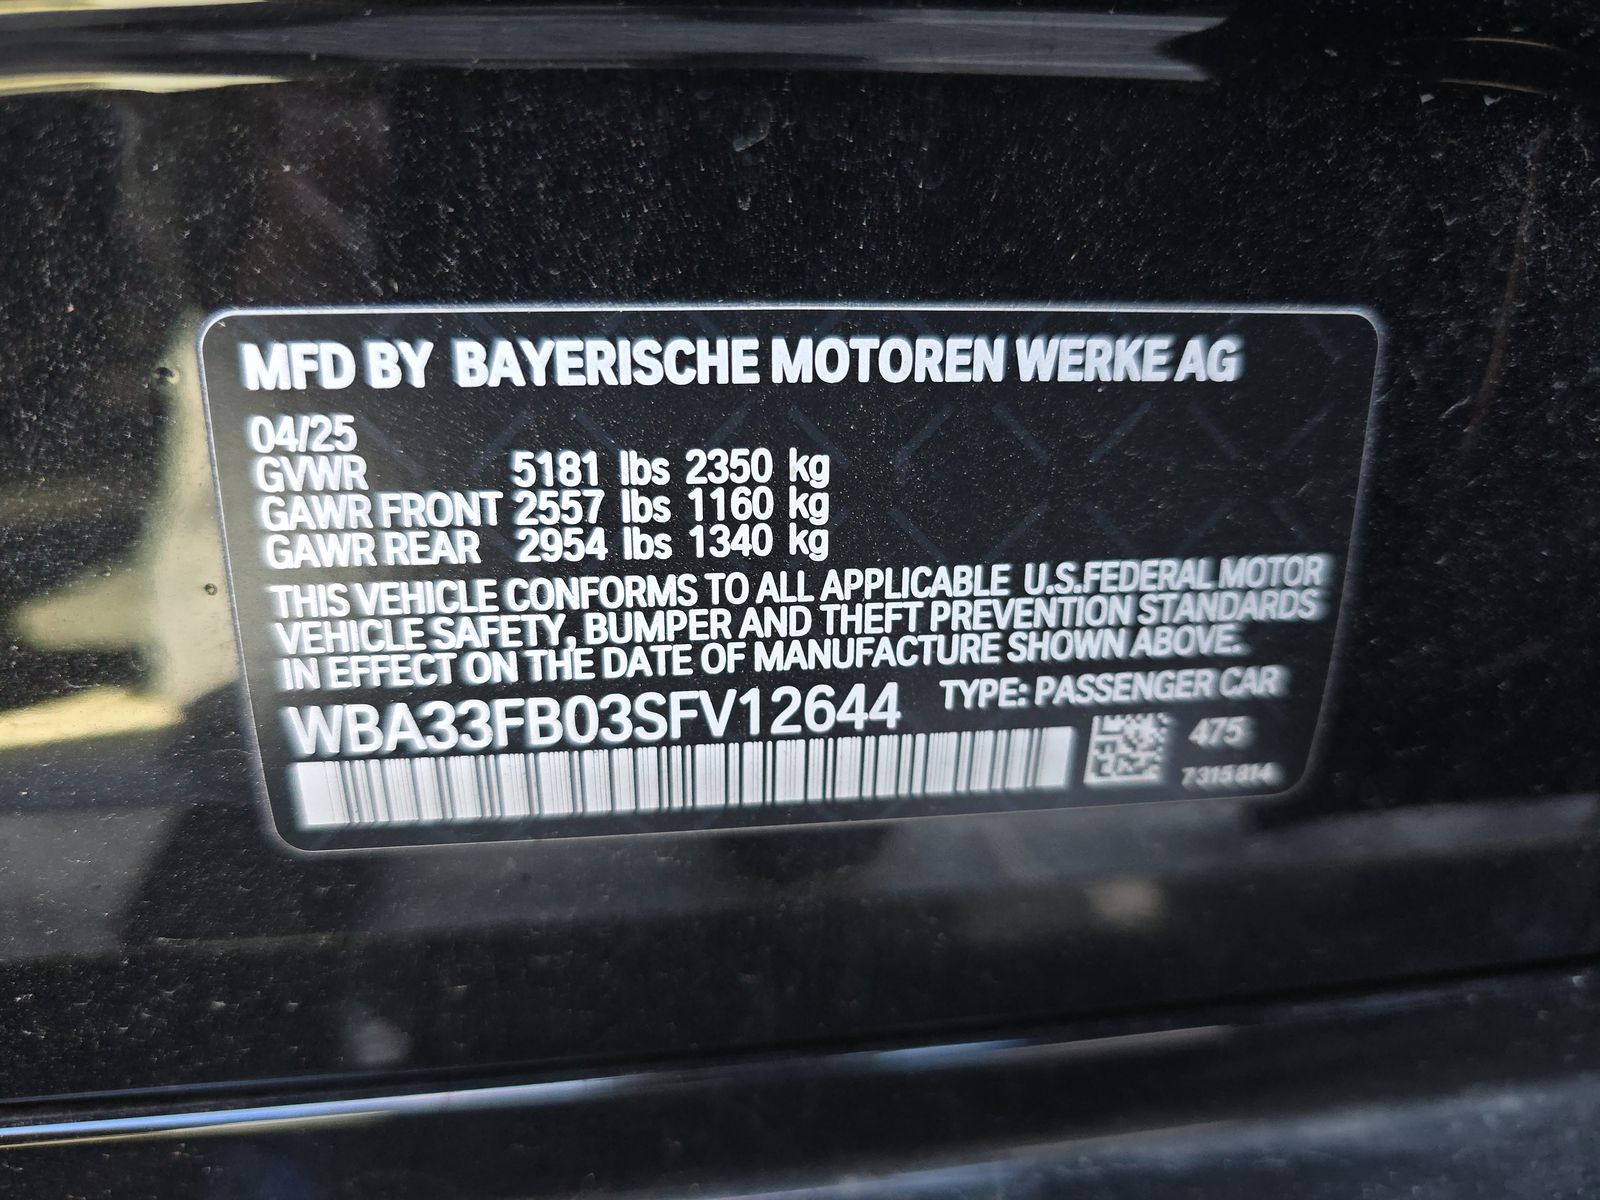 MFD BY BAYERISCHE MOTOREN WERKE AG
04/25
GVWR 5181 lbs 2350 kg
GAWR FRONT 2557 lbs 1160 kg
GAWR REAR 2954 lbs 1340 kg
THIS VEHICLE CONFORMS TO ALL APPLICABLE U.S.FEDERAL MOTOR
VEHICLE SAFETY, BUMPER AND THEFT PREVENTION STANDARDS
IN EFFECT ON THE DATE OF MANUFACTURE SHOWN ABOVE.
WBA33FB03SFV12644 TYPE: PASSENGER CAR
475
7315814